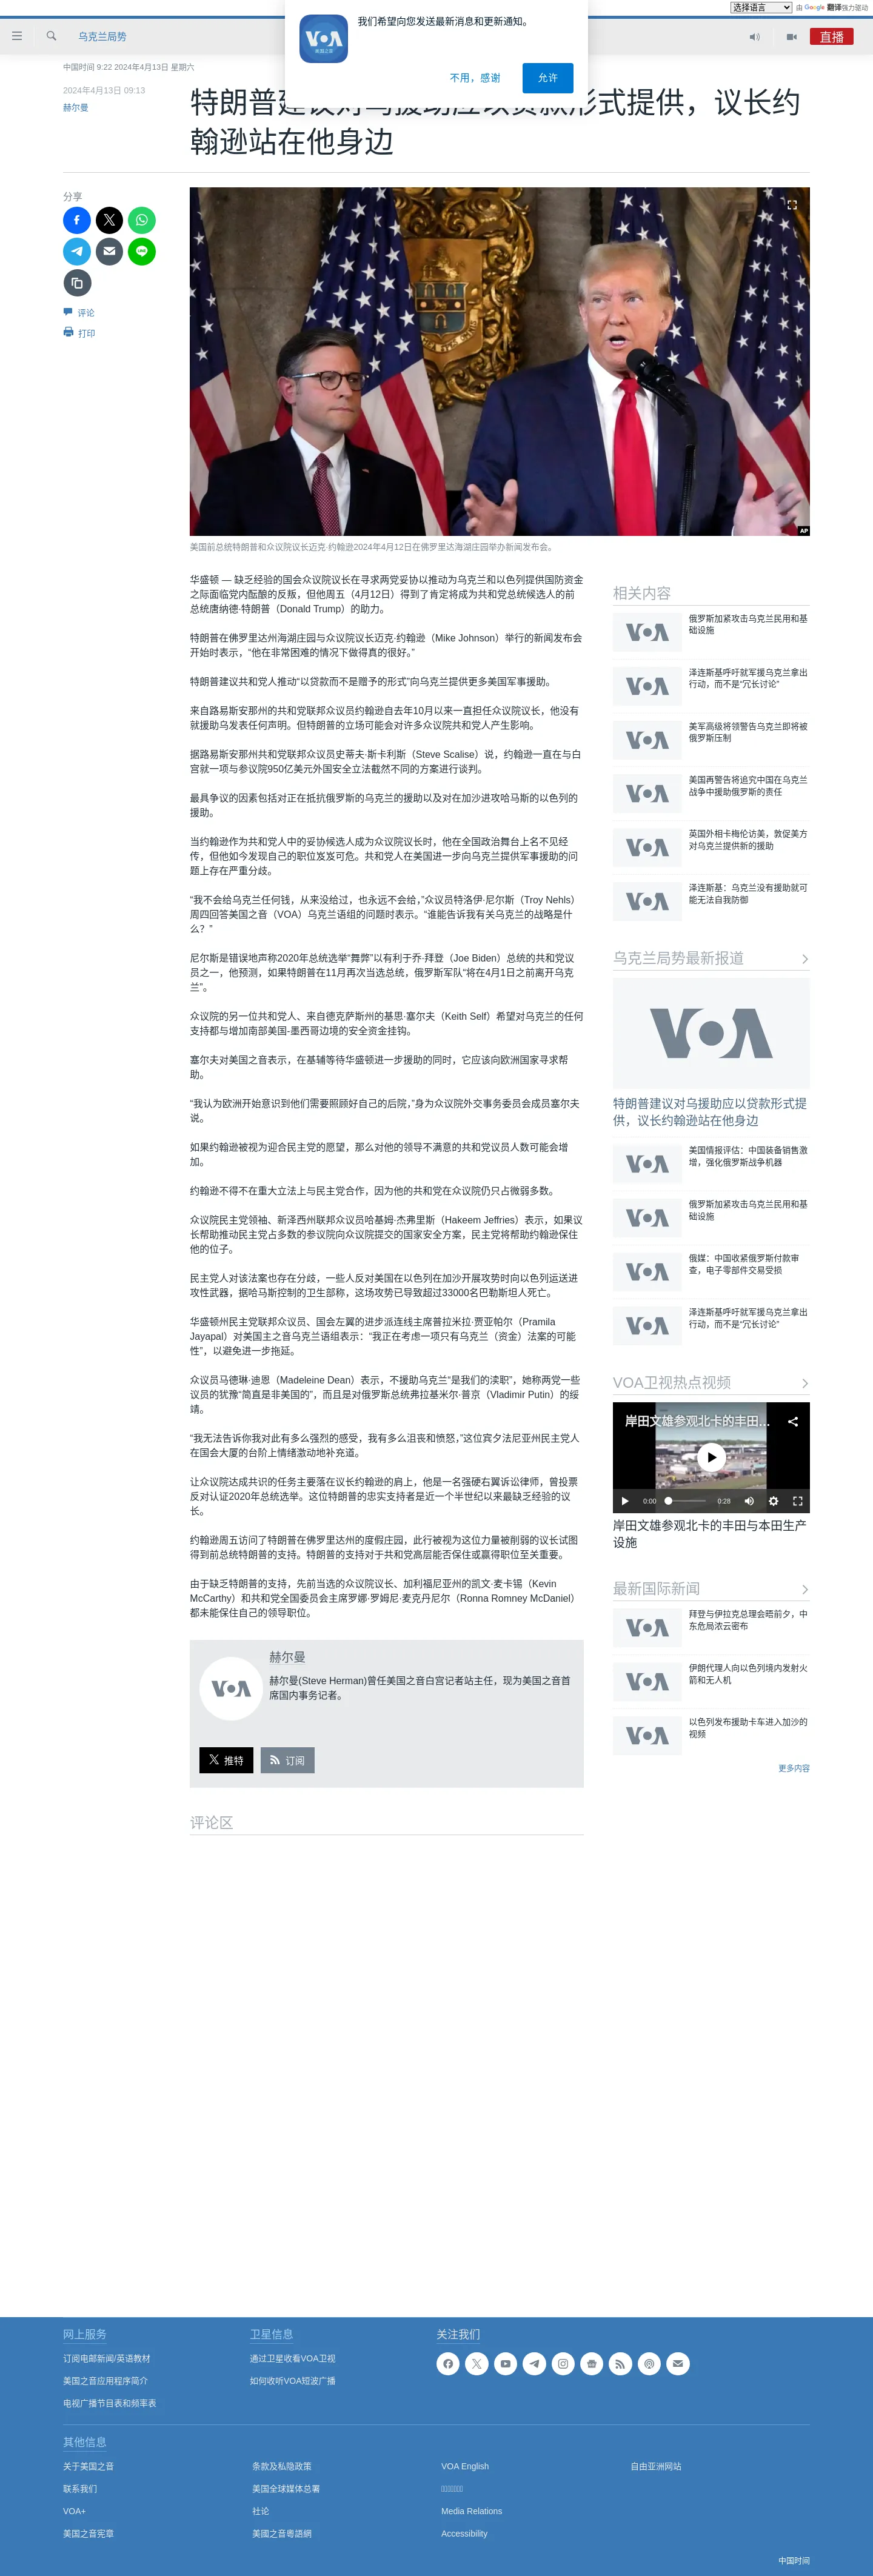 选择语言
由 Google 翻译强力驱动
乌克兰局势
直播
VOA
美国之音
我们希望向您发送最新消息和更新通知。
不用，感谢
允许
中国时间 9:22 2024年4月13日 星期六
2024年4月13日 09:13
赫尔曼
特朗普建议对乌援助应以贷款形式提供，议长约
翰逊站在他身边
分享
LINE
评论
打印
AP
美国前总统特朗普和众议院议长迈克·约翰逊2024年4月12日在佛罗里达海湖庄园举办新闻发布会。
华盛顿 — 缺乏经验的国会众议院议长在寻求两党妥协以推动为乌克兰和以色列提供国防资金
之际面临党内酝酿的反叛，但他周五（4月12日）得到了肯定将成为共和党总统候选人的前
总统唐纳德·特朗普（Donald Trump）的助力。
特朗普在佛罗里达州海湖庄园与众议院议长迈克·约翰逊（Mike Johnson）举行的新闻发布会
开始时表示，“他在非常困难的情况下做得真的很好。”
特朗普建议共和党人推动“以贷款而不是赠予的形式”向乌克兰提供更多美国军事援助。
来自路易斯安那州的共和党联邦众议员约翰逊自去年10月以来一直担任众议院议长，他没有
就援助乌发表任何声明。但特朗普的立场可能会对许多众议院共和党人产生影响。
据路易斯安那州共和党联邦众议员史蒂夫·斯卡利斯（Steve Scalise）说，约翰逊一直在与白
宫就一项与参议院950亿美元外国安全立法截然不同的方案进行谈判。
最具争议的因素包括对正在抵抗俄罗斯的乌克兰的援助以及对在加沙进攻哈马斯的以色列的
援助。
当约翰逊作为共和党人中的妥协候选人成为众议院议长时，他在全国政治舞台上名不见经
传，但他如今发现自己的职位岌岌可危。共和党人在美国进一步向乌克兰提供军事援助的问
题上存在严重分歧。
“我不会给乌克兰任何钱，从来没给过，也永远不会给，”众议员特洛伊·尼尔斯（Troy Nehls）
周四回答美国之音（VOA）乌克兰语组的问题时表示。“谁能告诉我有关乌克兰的战略是什
么？”
尼尔斯是错误地声称2020年总统选举“舞弊”以有利于乔·拜登（Joe Biden）总统的共和党议
员之一，他预测，如果特朗普在11月再次当选总统，俄罗斯军队“将在4月1日之前离开乌克
兰”。
众议院的另一位共和党人、来自德克萨斯州的基思·塞尔夫（Keith Self）希望对乌克兰的任何
支持都与增加南部美国-墨西哥边境的安全资金挂钩。
塞尔夫对美国之音表示，在基辅等待华盛顿进一步援助的同时，它应该向欧洲国家寻求帮
助。
“我认为欧洲开始意识到他们需要照顾好自己的后院，”身为众议院外交事务委员会成员塞尔夫
说。
如果约翰逊被视为迎合民主党的愿望，那么对他的领导不满意的共和党议员人数可能会增
加。
约翰逊不得不在重大立法上与民主党合作，因为他的共和党在众议院仍只占微弱多数。
众议院民主党领袖、新泽西州联邦众议员哈基姆·杰弗里斯（Hakeem Jeffries）表示，如果议
长帮助推动民主党占多数的参议院向众议院提交的国家安全方案，民主党将帮助约翰逊保住
他的位子。
民主党人对该法案也存在分歧，一些人反对美国在以色列在加沙开展攻势时向以色列运送进
攻性武器，据哈马斯控制的卫生部称，这场攻势已导致超过33000名巴勒斯坦人死亡。
华盛顿州民主党联邦众议员、国会左翼的进步派连线主席普拉米拉·贾亚帕尔（Pramila
Jayapal）对美国主之音乌克兰语组表示：“我正在考虑一项只有乌克兰（资金）法案的可能
性”，以避免进一步拖延。
众议员马德琳·迪恩（Madeleine Dean）表示，不援助乌克兰“是我们的渎职”，她称两党一些
议员的犹豫“简直是非美国的”，而且是对俄罗斯总统弗拉基米尔·普京（Vladimir Putin）的绥
靖。
“我无法告诉你我对此有多么强烈的感受，我有多么沮丧和愤怒，”这位宾夕法尼亚州民主党人
在国会大厦的台阶上情绪激动地补充道。
让众议院达成共识的任务主要落在议长约翰逊的肩上，他是一名强硬右翼诉讼律师，曾投票
反对认证2020年总统选举。这位特朗普的忠实支持者是近一个半世纪以来最缺乏经验的议
长。
约翰逊周五访问了特朗普在佛罗里达州的度假庄园，此行被视为这位力量被削弱的议长试图
得到前总统特朗普的支持。特朗普的支持对于共和党高层能否保住或赢得职位至关重要。
由于缺乏特朗普的支持，先前当选的众议院议长、加利福尼亚州的凯文·麦卡锡（Kevin
McCarthy）和共和党全国委员会主席罗娜·罗姆尼·麦克丹尼尔（Ronna Romney McDaniel）
都未能保住自己的领导职位。
VOA
赫尔曼
赫尔曼(Steve Herman)曾任美国之音白宫记者站主任，现为美国之音首
席国内事务记者。
推特
订阅
评论区
相关内容
VOA
俄罗斯加紧攻击乌克兰民用和基
础设施
VOA
泽连斯基呼吁就军援乌克兰拿出
行动，而不是“冗长讨论”
VOA
美军高级将领警告乌克兰即将被
俄罗斯压制
VOA
美国再警告将追究中国在乌克兰
战争中援助俄罗斯的责任
VOA
英国外相卡梅伦访美，敦促美方
对乌克兰提供新的援助
VOA
泽连斯基：乌克兰没有援助就可
能无法自我防御
乌克兰局势最新报道
VOA
特朗普建议对乌援助应以贷款形式提
供，议长约翰逊站在他身边
VOA
美国情报评估：中国装备销售激
增，强化俄罗斯战争机器
VOA
俄罗斯加紧攻击乌克兰民用和基
础设施
VOA
俄媒：中国收紧俄罗斯付款审
查，电子零部件交易受损
VOA
泽连斯基呼吁就军援乌克兰拿出
行动，而不是“冗长讨论”
VOA卫视热点视频
岸田文雄参观北卡的丰田...
0:00
0:28
岸田文雄参观北卡的丰田与本田生产
设施
最新国际新闻
VOA
拜登与伊拉克总理会晤前夕，中
东危局浓云密布
VOA
伊朗代理人向以色列境内发射火
箭和无人机
VOA
以色列发布援助卡车进入加沙的
视频
更多内容
网上服务
订阅电邮新闻/英语教材
美国之音应用程序简介
电视广播节目表和频率表
卫星信息
通过卫星收看VOA卫视
如何收听VOA短波广播
关注我们
其他信息
关于美国之音
联系我们
VOA+
美国之音宪章
条款及私隐政策
美国全球媒体总署
社论
美國之音粵語網
VOA English
Media Relations
Accessibility
自由亚洲网站
中国时间